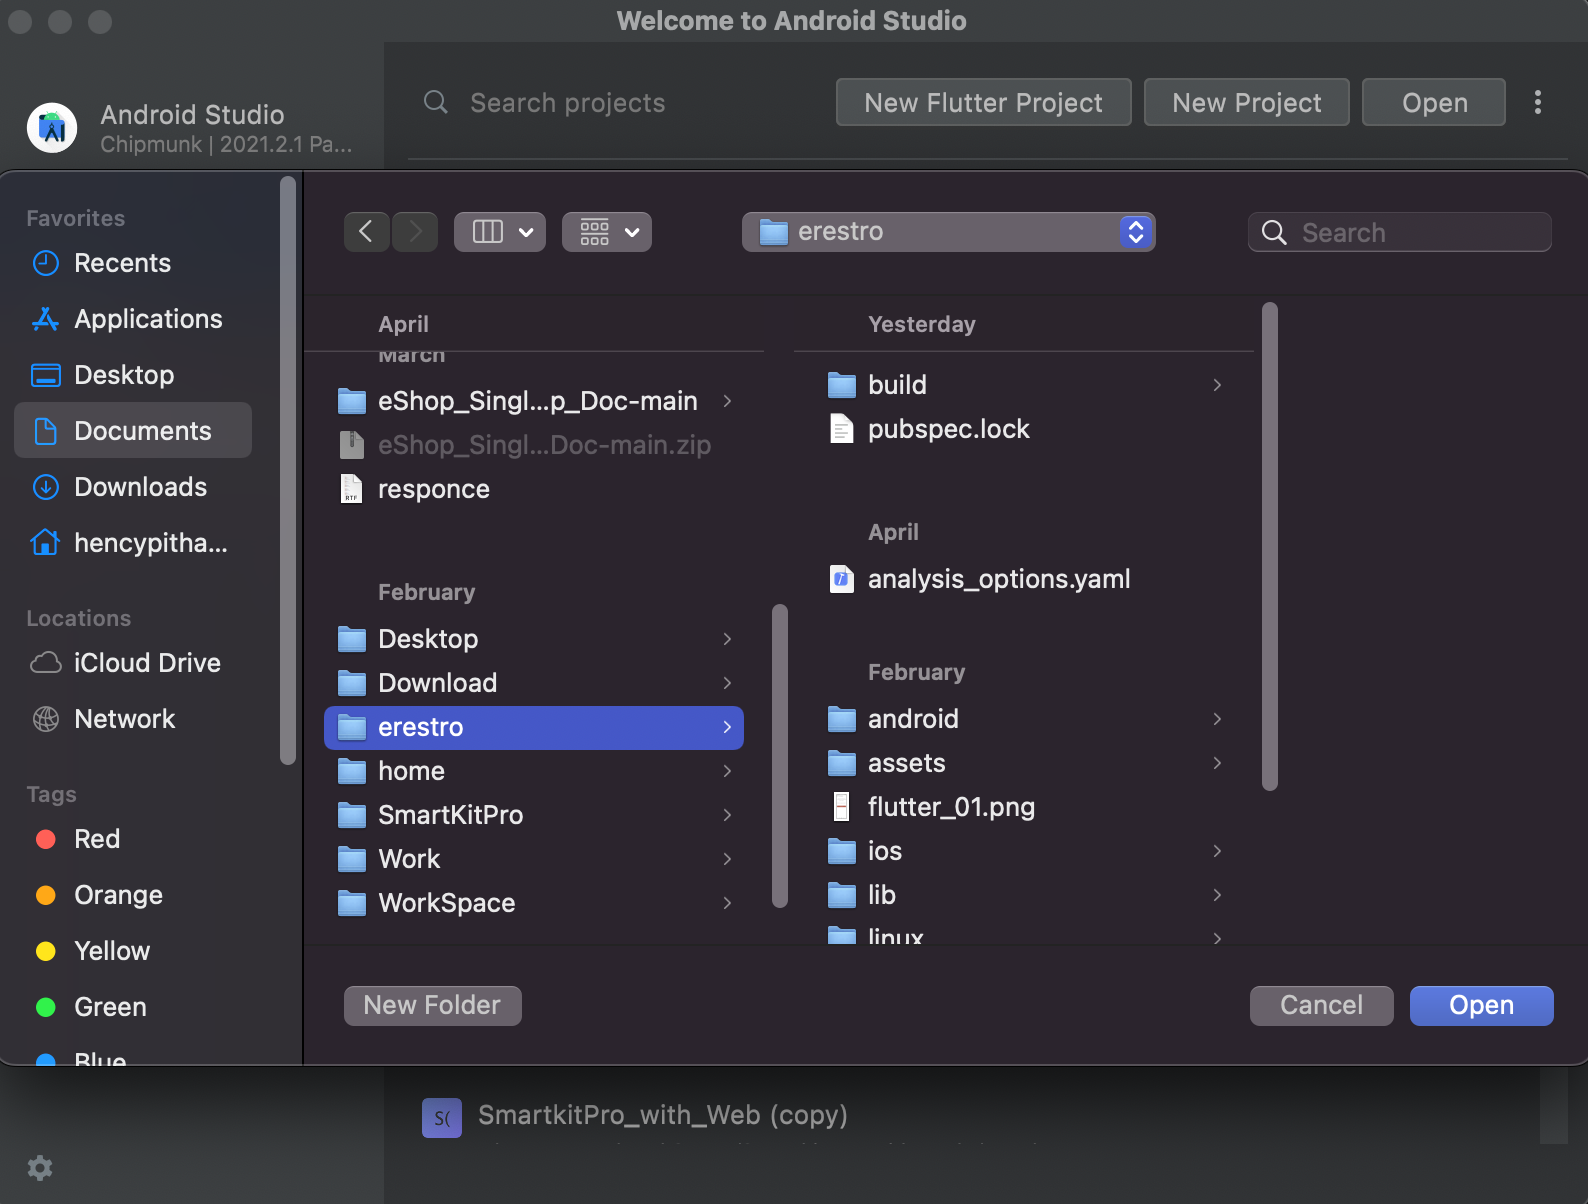 Welcome to Android Studio
Android Studio
Chipmunk | 2021.2.1 Pa...
Search projects
New Flutter Project
New Project
Open
Favorites
Recents
Applications
Desktop
Documents
Downloads
hencypitha...
Locations
iCloud Drive
Network
Tags
Red
Orange
Yellow
Green
Blue
erestro
Search
April
March
eShop_Singl...p_Doc-main
eShop_Singl...Doc-main.zip
responce
February
Desktop
Download
erestro
home
SmartKitPro
Work
WorkSpace
Yesterday
build
pubspec.lock
April
analysis_options.yaml
February
android
assets
flutter_01.png
ios
lib
linux
New Folder
Cancel
Open
S(
SmartkitPro_with_Web (copy)